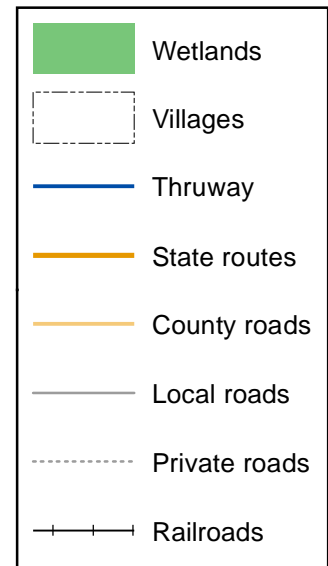 Wetlands
Villages
Thruway
State routes
County roads
Local roads
Private roads
Railroads